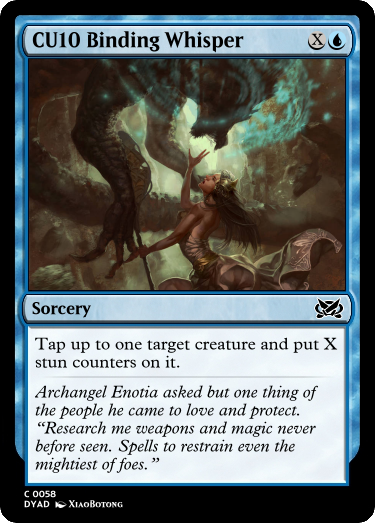 CU10 Binding Whisper X
Sorcery
Tap up to one target creature and put X
stun counters on it.
Archangel Enotia asked but one thing of
the people he came to love and protect.
“Research me weapons and magic never
before seen. Spells to restrain even the
mightiest of foes.”
C 0058
DYAD XiaoBotong